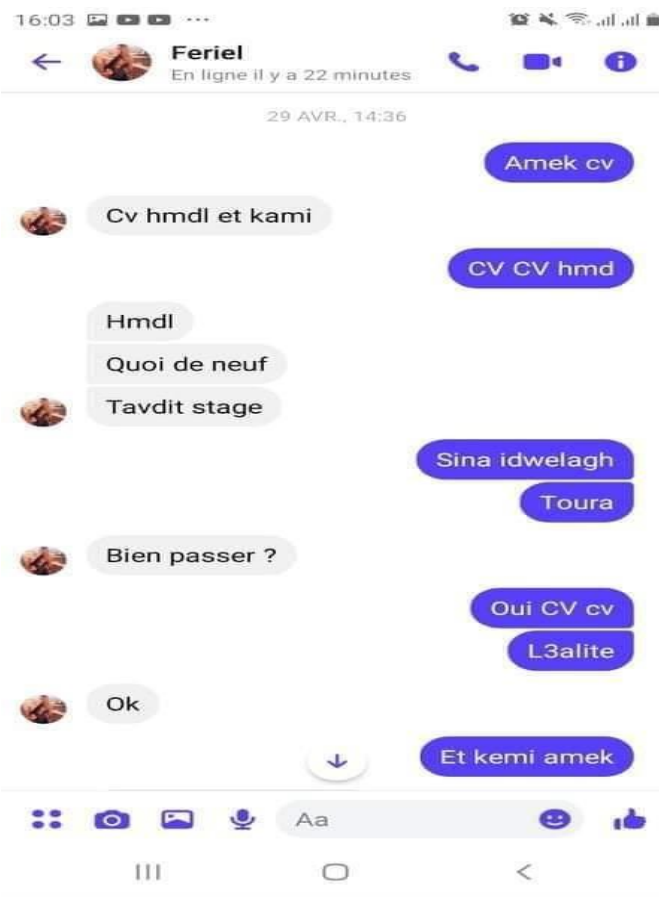 16:03
Feriel
En ligne il y a 22 minutes
29 AVR., 14:36
Amek cv
Cv hmdl et kami
CV CV hmd
Hmdl
Quoi de neuf
Tavdit stage
Sina idwelagh
Toura
Bien passer ?
Oui CV cv
L3alite
Ok
Et kemi amek
Aa